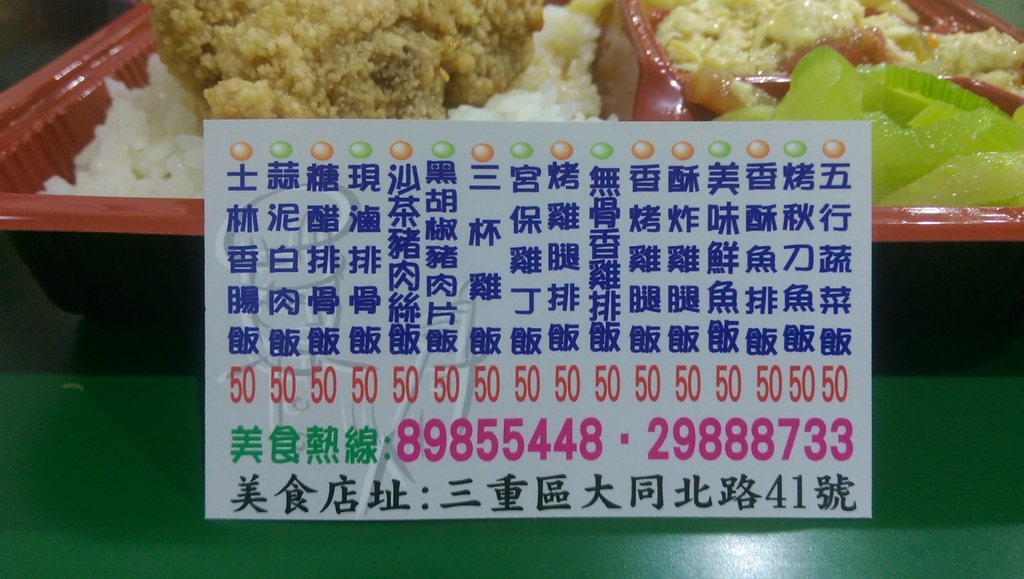 五行蔬菜飯 50
烤秋刀魚飯 50
香酥魚排飯 50
美味鮮魚飯 50
酥炸雞腿飯 50
香烤雞腿飯 50
無骨香雞排飯 50
烤雞腿排飯 50
宮保雞丁飯 50
三杯雞飯 50
黑胡椒豬肉片飯 50
沙茶豬肉絲飯 50
現滷排骨飯 50
糖醋排骨飯 50
蒜泥白肉飯 50
士林香腸飯 50
美食熱線:89855448·29888733
美食店址:三重區大同北路41號